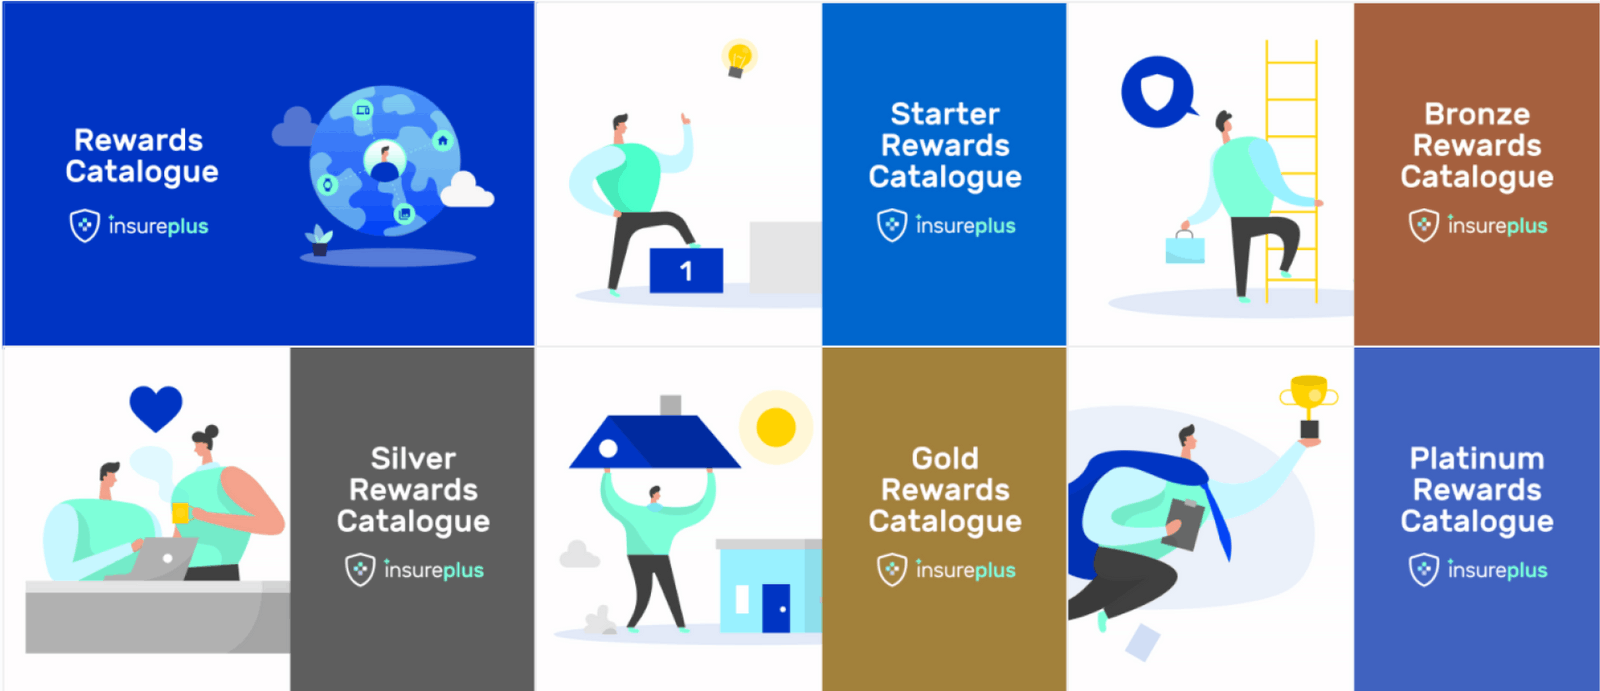 Rewards
Catalogue
insureplus
1
Starter
Rewards
Catalogue
insureplus
Bronze
Rewards
Catalogue
insureplus
Silver
Rewards
Catalogue
insureplus
Gold
Rewards
Catalogue
insureplus
Platinum
Rewards
Catalogue
insureplus